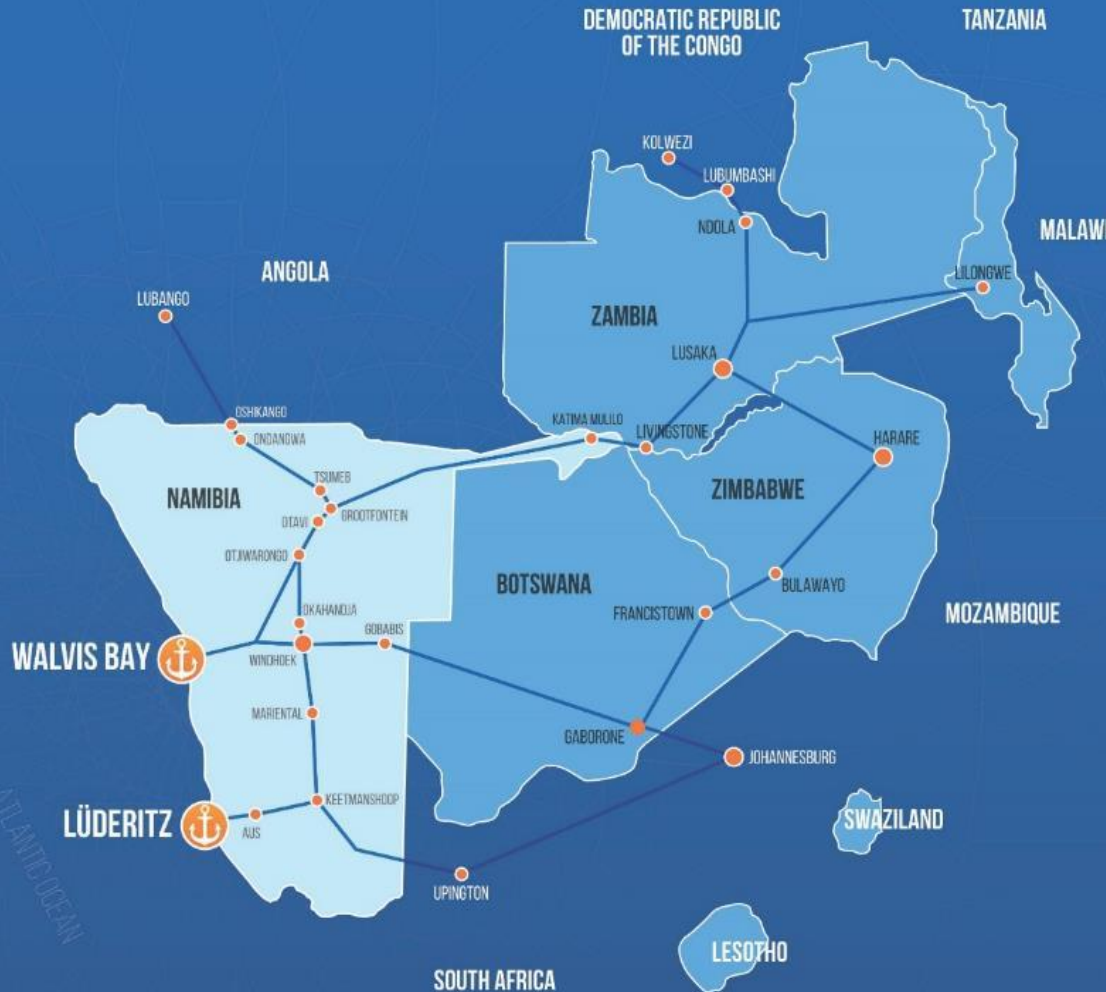 DEMOCRATIC REPUBLIC
OF THE CONGO
TANZANIA
KOLWEZI
LUBUMBASHI
NDOLA
MALAWI
ANGOLA
LILONGWE
LUBANGO
ZAMBIA
LUSAKA
OSHIKANGO
ONDANGWA
KATIMA MULILO
LIVINGSTONE
HARARE
TSUMEB
NAMIBIA
ZIMBABWE
GROOTFONTEIN
OTAVI
OTJIWARONGO
BOTSWANA
BULAWAYO
OKAHANDJA
FRANCISTOWN
MOZAMBIQUE
GOBABIS
WALVIS BAY
WINDHOEK
MARIENTAL
GABORONE
JOHANNESBURG
KEETMANSHOOP
LÜDERITZ
AUS
SWAZILAND
ATLANTIC OCEAN
UPINGTON
LESOTHO
SOUTH AFRICA